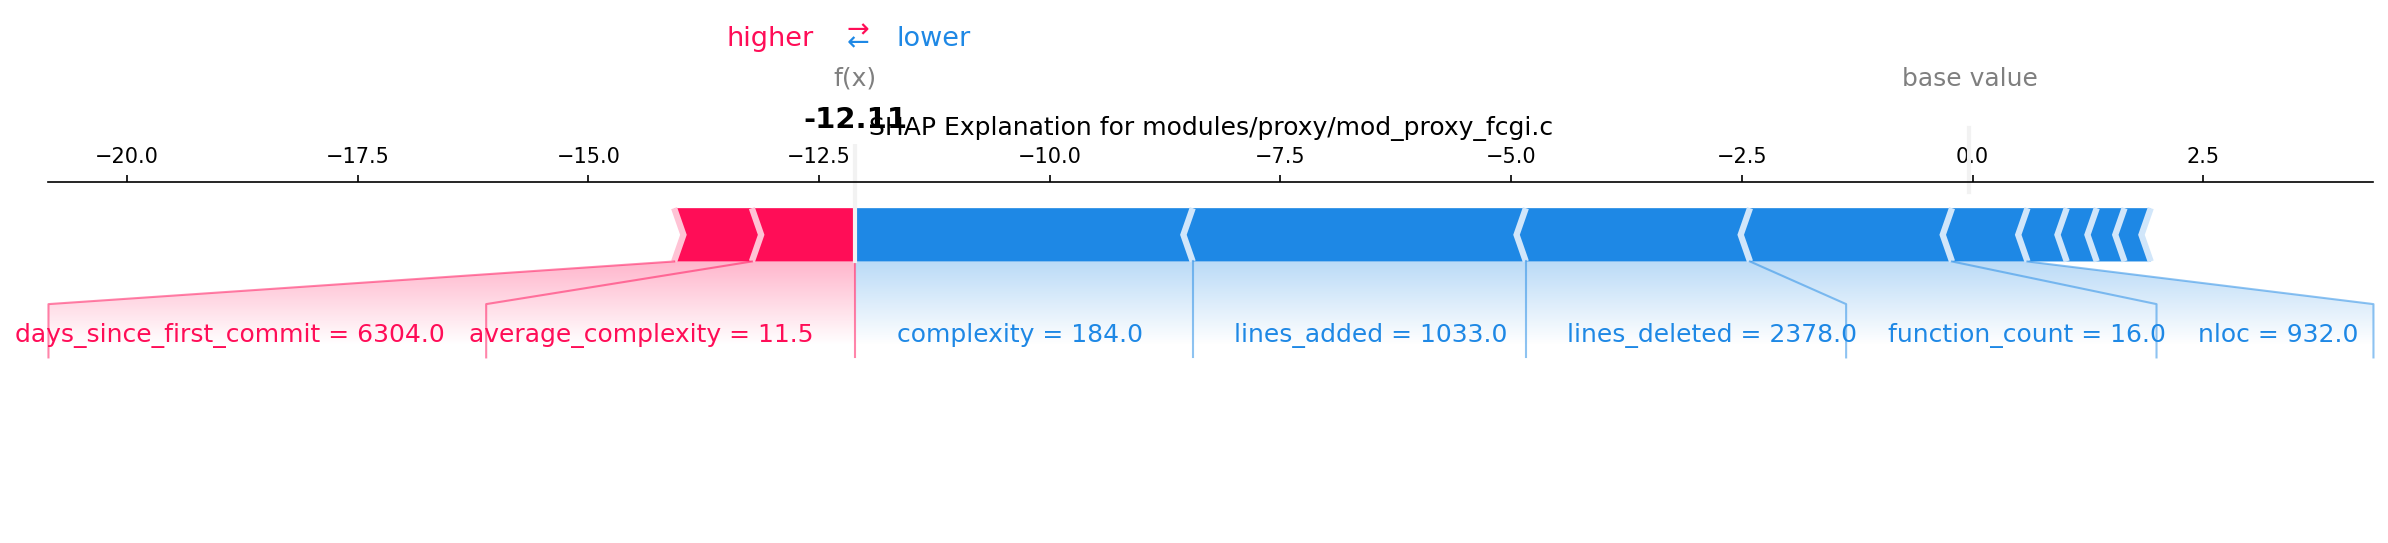 higher ⇄ lower
f(x) base value
-12.11
SHAP Explanation for modules/proxy/mod_proxy_fcgi.c
−20.0 −17.5 −15.0 −12.5 −10.0 −7.5 −5.0 −2.5 0.0 2.5
days_since_first_commit = 6304.0 average_complexity = 11.5 complexity = 184.0 lines_added = 1033.0 lines_deleted = 2378.0 function_count = 16.0 nloc = 932.0